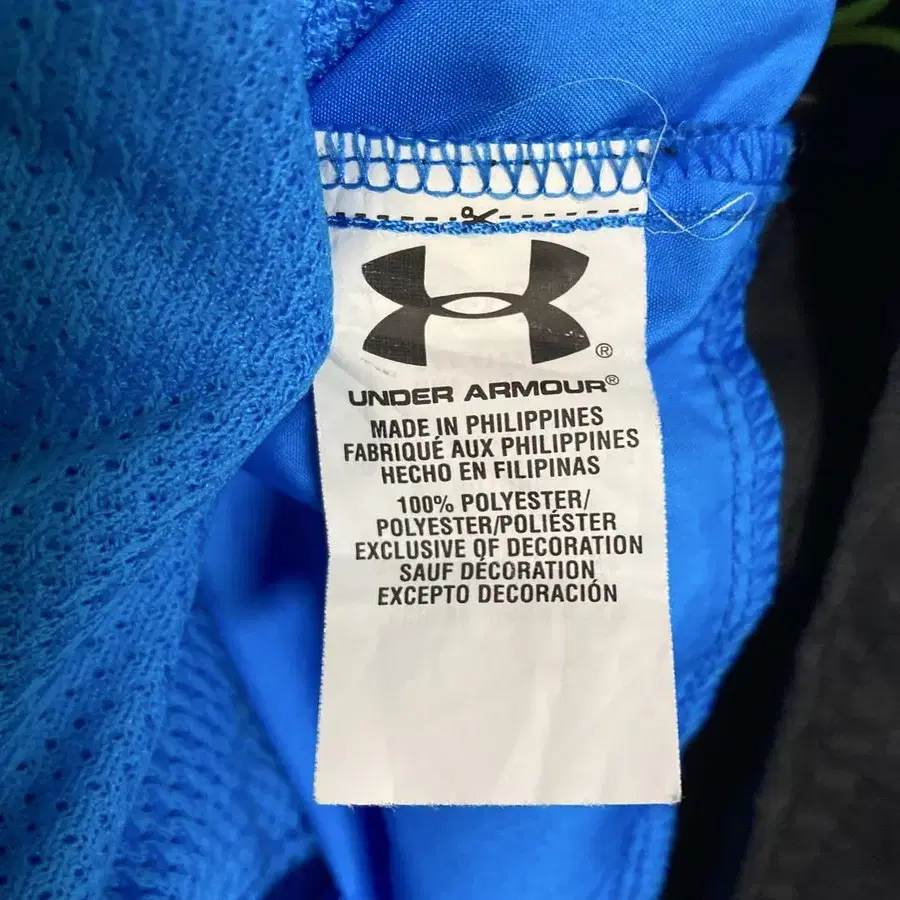 ®
UNDER ARMOUR®
MADE IN PHILIPPINES
FABRIQUÉ AUX PHILIPPINES
HECHO EN FILIPINAS
100% POLYESTER/
POLYESTER/POLIÉSTER
EXCLUSIVE OF DECORATION
SAUF DÉCORATION
EXCEPTO DECORACIÓN